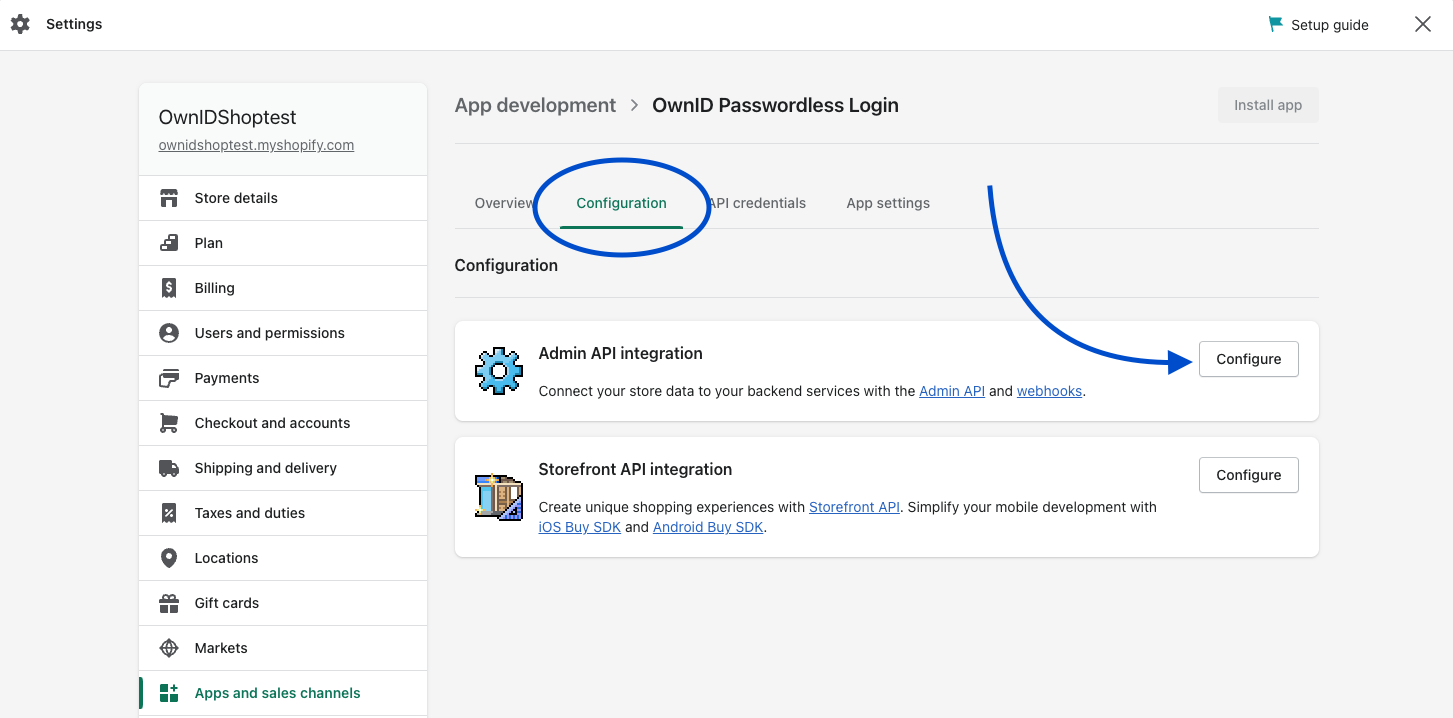 Settings
Setup guide
OwnIDShoptest
ownidshoptest.myshopify.com
Store details
Plan
Billing
Users and permissions
Payments
Checkout and accounts
Shipping and delivery
Taxes and duties
Locations
Gift cards
Markets
Apps and sales channels
App development > OwnID Passwordless Login
Install app
Overview
Configuration
API credentials
App settings
Configuration
Admin API integration
Connect your store data to your backend services with the Admin API and webhooks.
Configure
Storefront API integration
Create unique shopping experiences with Storefront API. Simplify your mobile development with
iOS Buy SDK and Android Buy SDK.
Configure